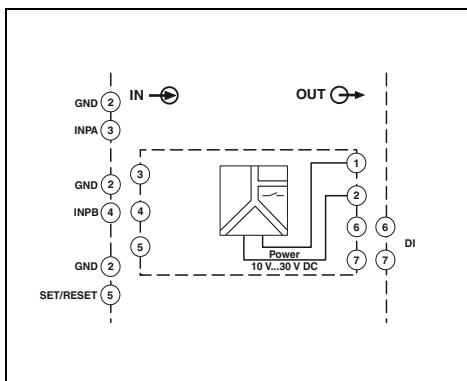 IN
OUT
GND 2
INPA 3
GND 2
INPB 4
GND 2
SET/RESET 5
3
4
5
Power
10 V...30 V DC
1
2
6
7
6
7
DI